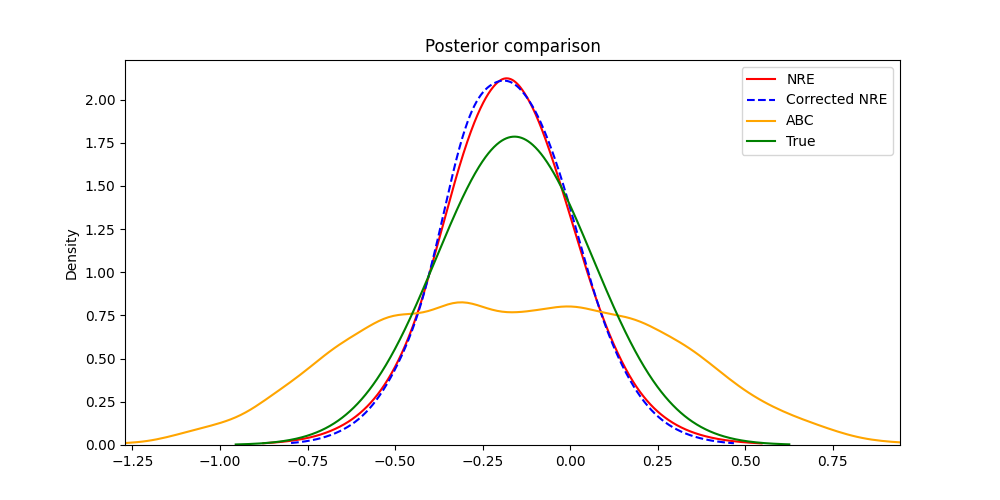 Posterior comparison
NRE
Corrected NRE
ABC
True
Density
2.00
1.75
1.50
1.25
1.00
0.75
0.50
0.25
0.00
−1.25 −1.00 −0.75 −0.50 −0.25 0.00 0.25 0.50 0.75